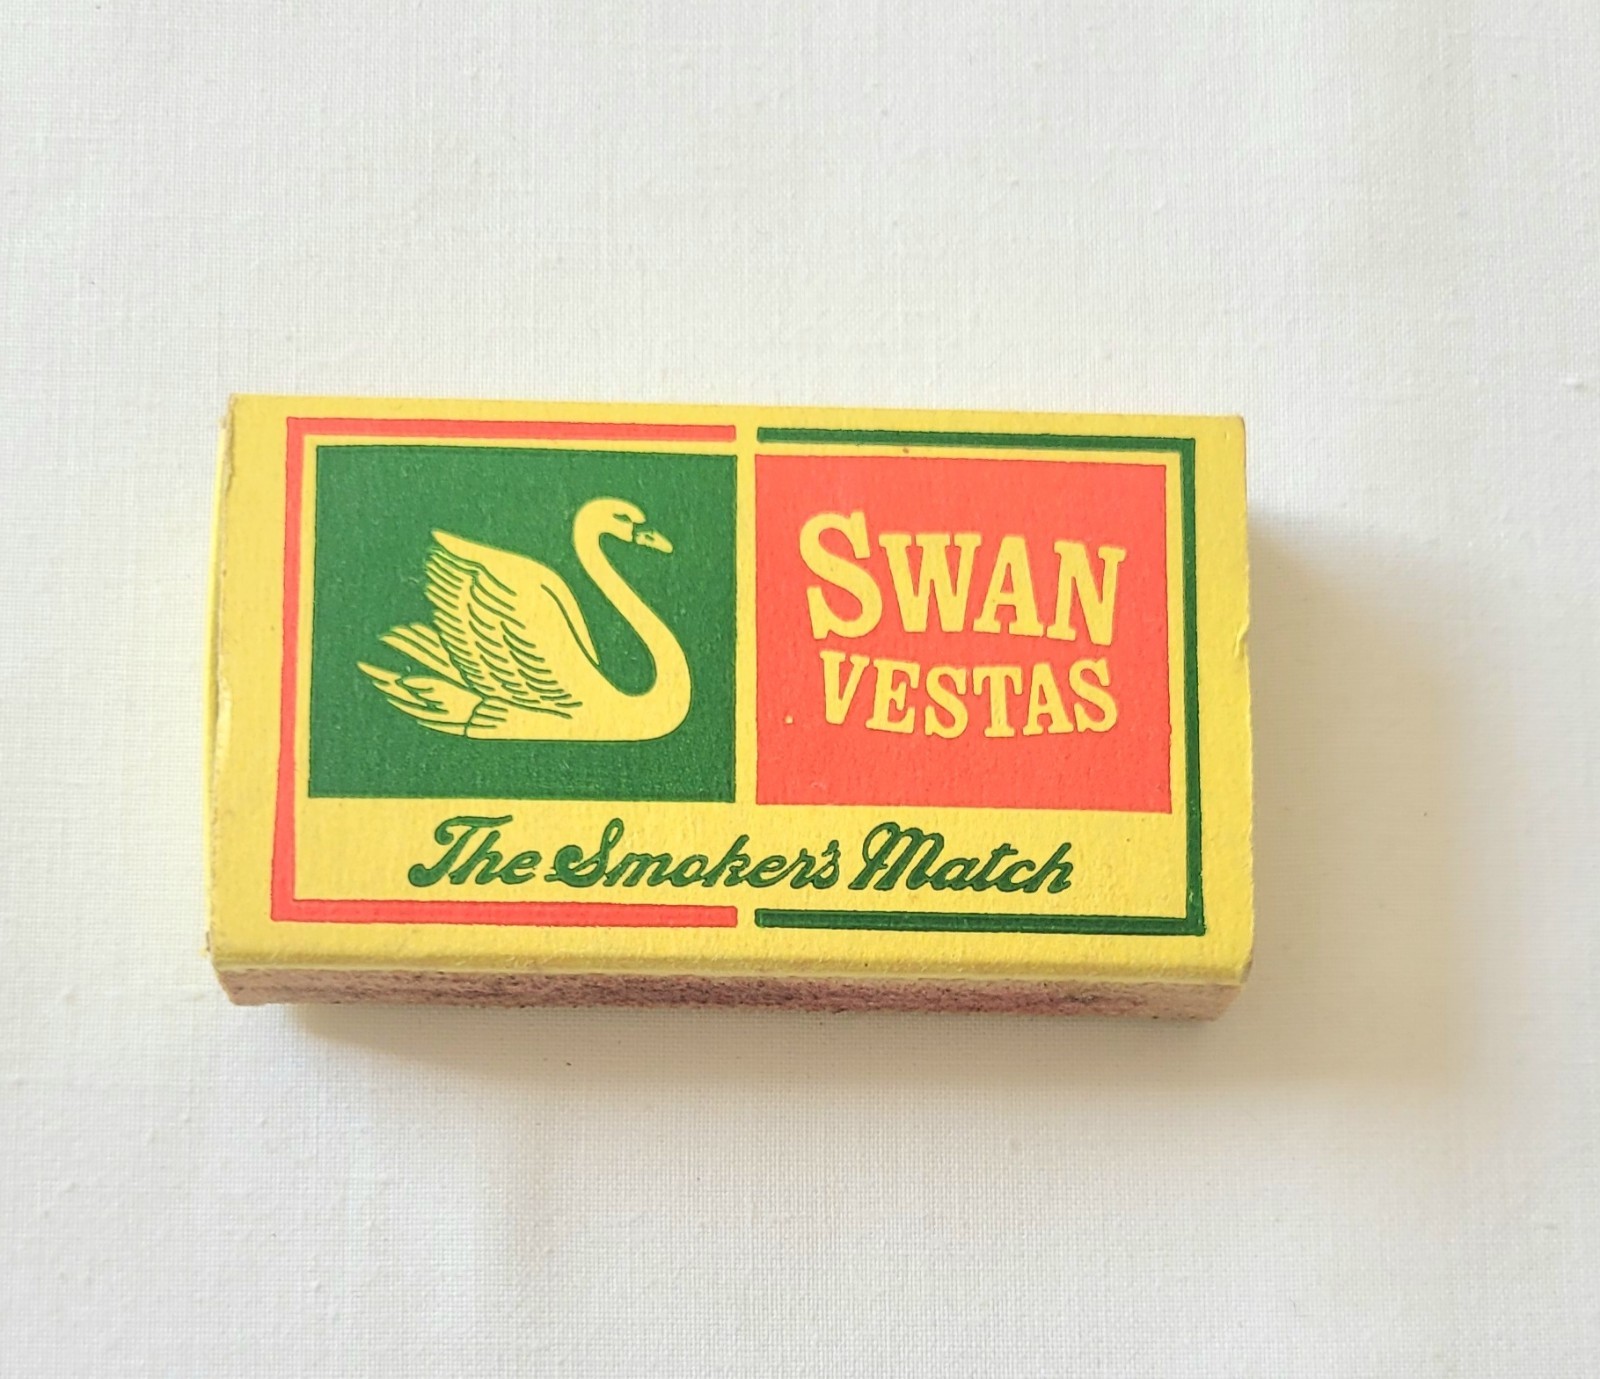 SWAN
VESTAS
The Smoker's Match